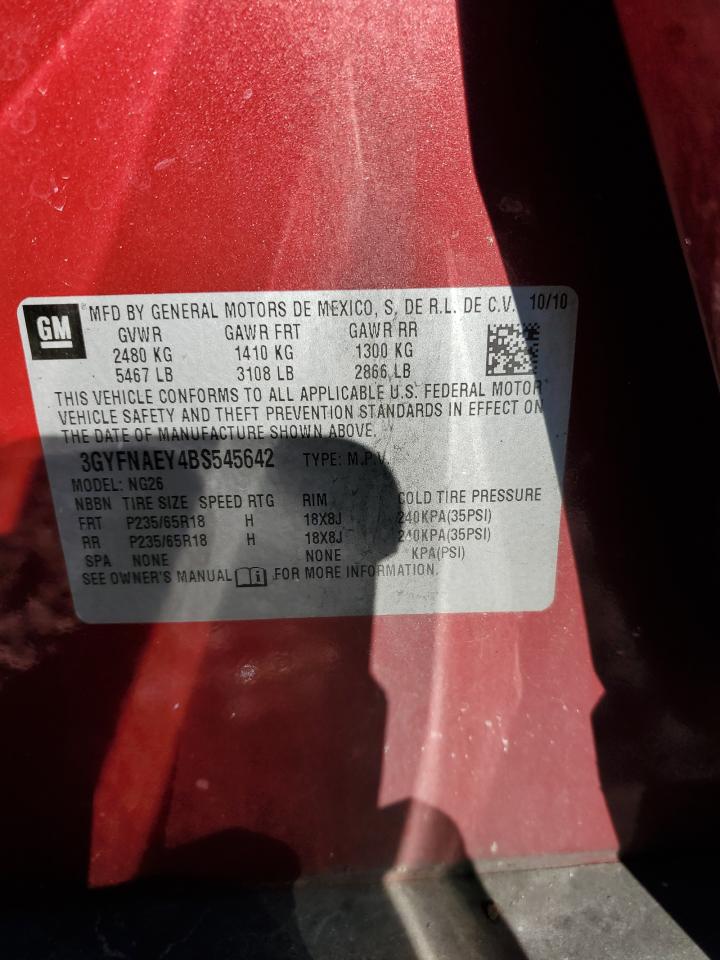 GM
MFD BY GENERAL MOTORS DE MEXICO, S, DE R.L. DE C.V. 10/10
GVWR GAWR FRT GAWR RR
2480 KG 1410 KG 1300 KG
5467 LB 3108 LB 2866 LB
THIS VEHICLE CONFORMS TO ALL APPLICABLE U.S. FEDERAL MOTOR
VEHICLE SAFETY AND THEFT PREVENTION STANDARDS IN EFFECT ON
THE DATE OF MANUFACTURE SHOWN ABOVE.
3GYFNAEY4BS545642 TYPE: M.P.V.
MODEL: NG26
NBBN TIRE SIZE SPEED RTG RIM COLD TIRE PRESSURE
FRT P235/65R18 H 18X8J 240KPA(35PSI)
RR P235/65R18 H 18X8J 240KPA(35PSI)
SPA NONE NONE KPA(PSI)
SEE OWNER'S MANUAL FOR MORE INFORMATION.